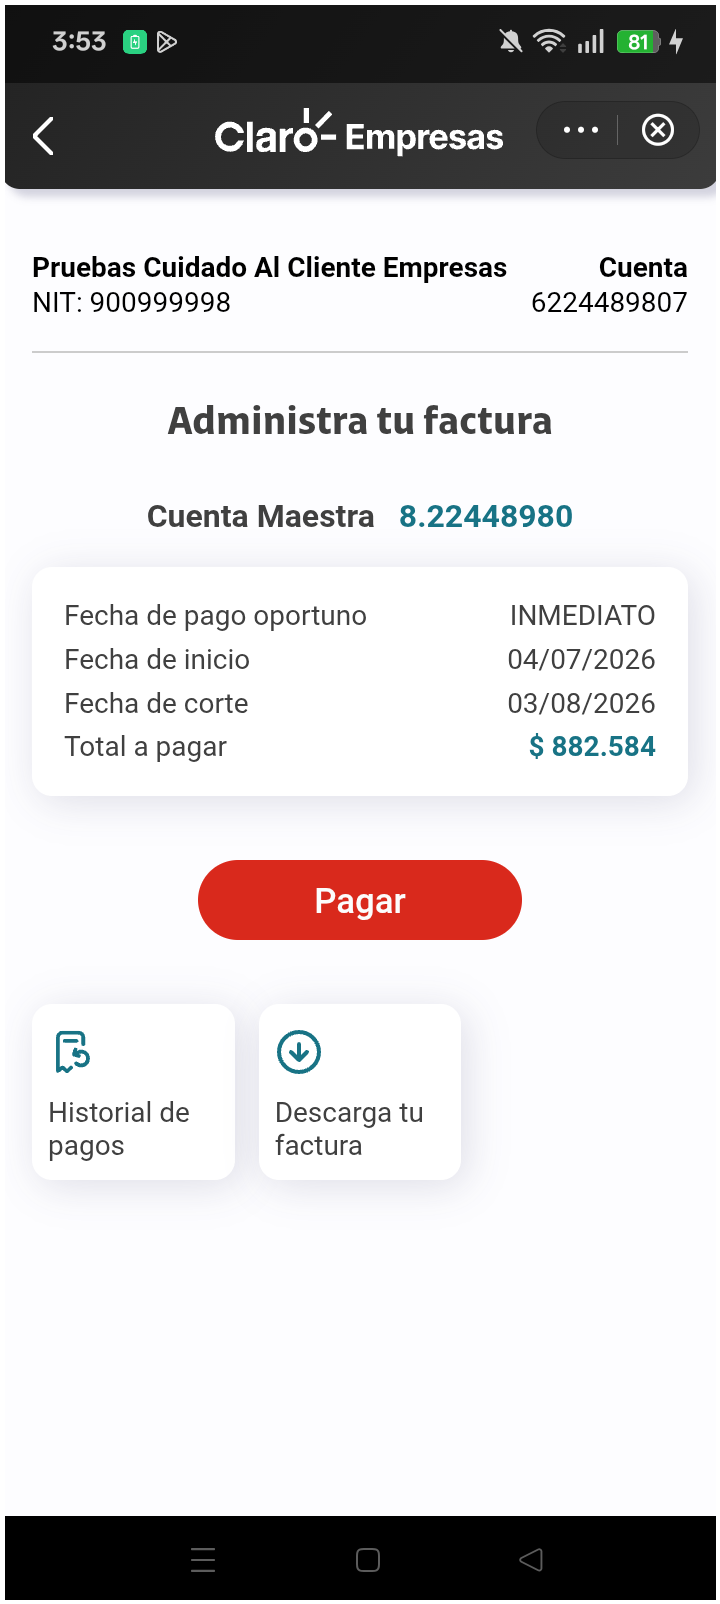 3:53
81
Claro Empresas
Pruebas Cuidado Al Cliente Empresas Cuenta
NIT: 900999998 6224489807
Administra tu factura
Cuenta Maestra 8.22448980
Fecha de pago oportuno INMEDIATO
Fecha de inicio 04/07/2026
Fecha de corte 03/08/2026
Total a pagar $ 882.584
Pagar
Historial de pagos
Descarga tu factura